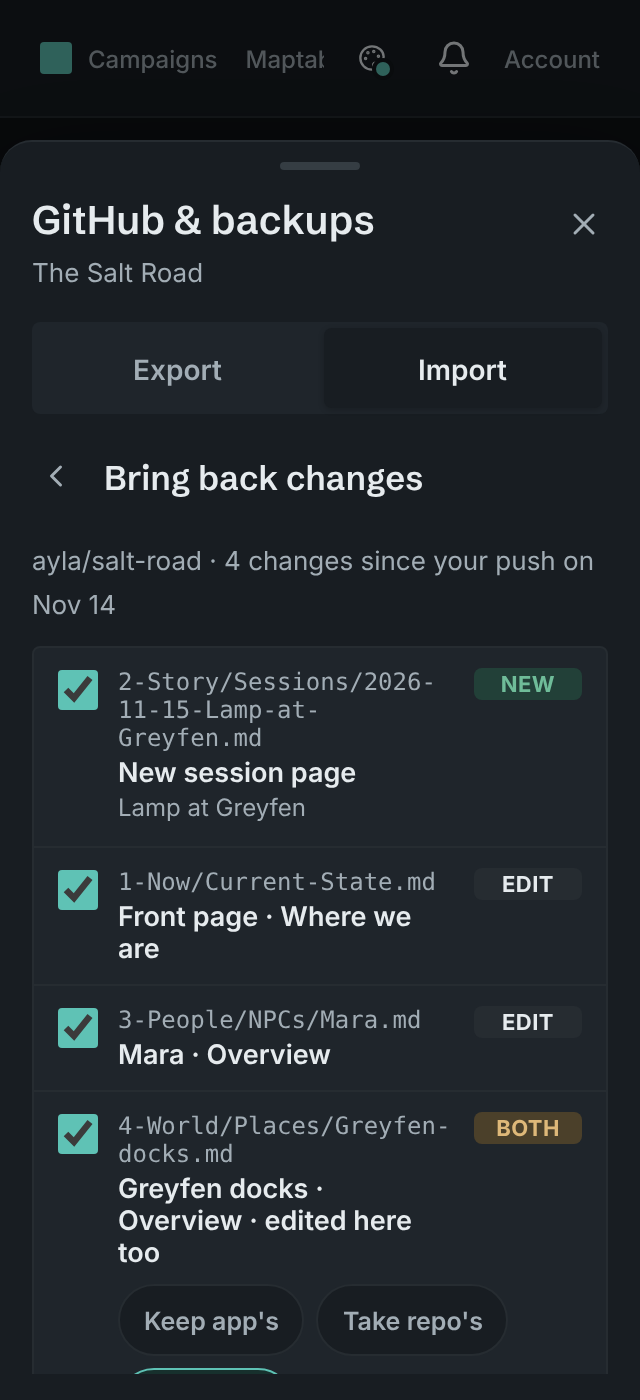 Campaigns
Account
GitHub & backups
The Salt Road
Export
Import
Bring back changes
ayla/salt-road · 4 changes since your push on
Nov 14
2-Story/Sessions/2026-
11-15-Lamp-at-
Greyfen.md
NEW
New session page
Lamp at Greyfen
1-Now/Current-State.md
EDIT
Front page · Where we
are
3-People/NPCs/Mara.md
EDIT
Mara · Overview
4-World/Places/Greyfen-
docks.md
BOTH
Greyfen docks ·
Overview · edited here
too
Keep app's
Take repo's